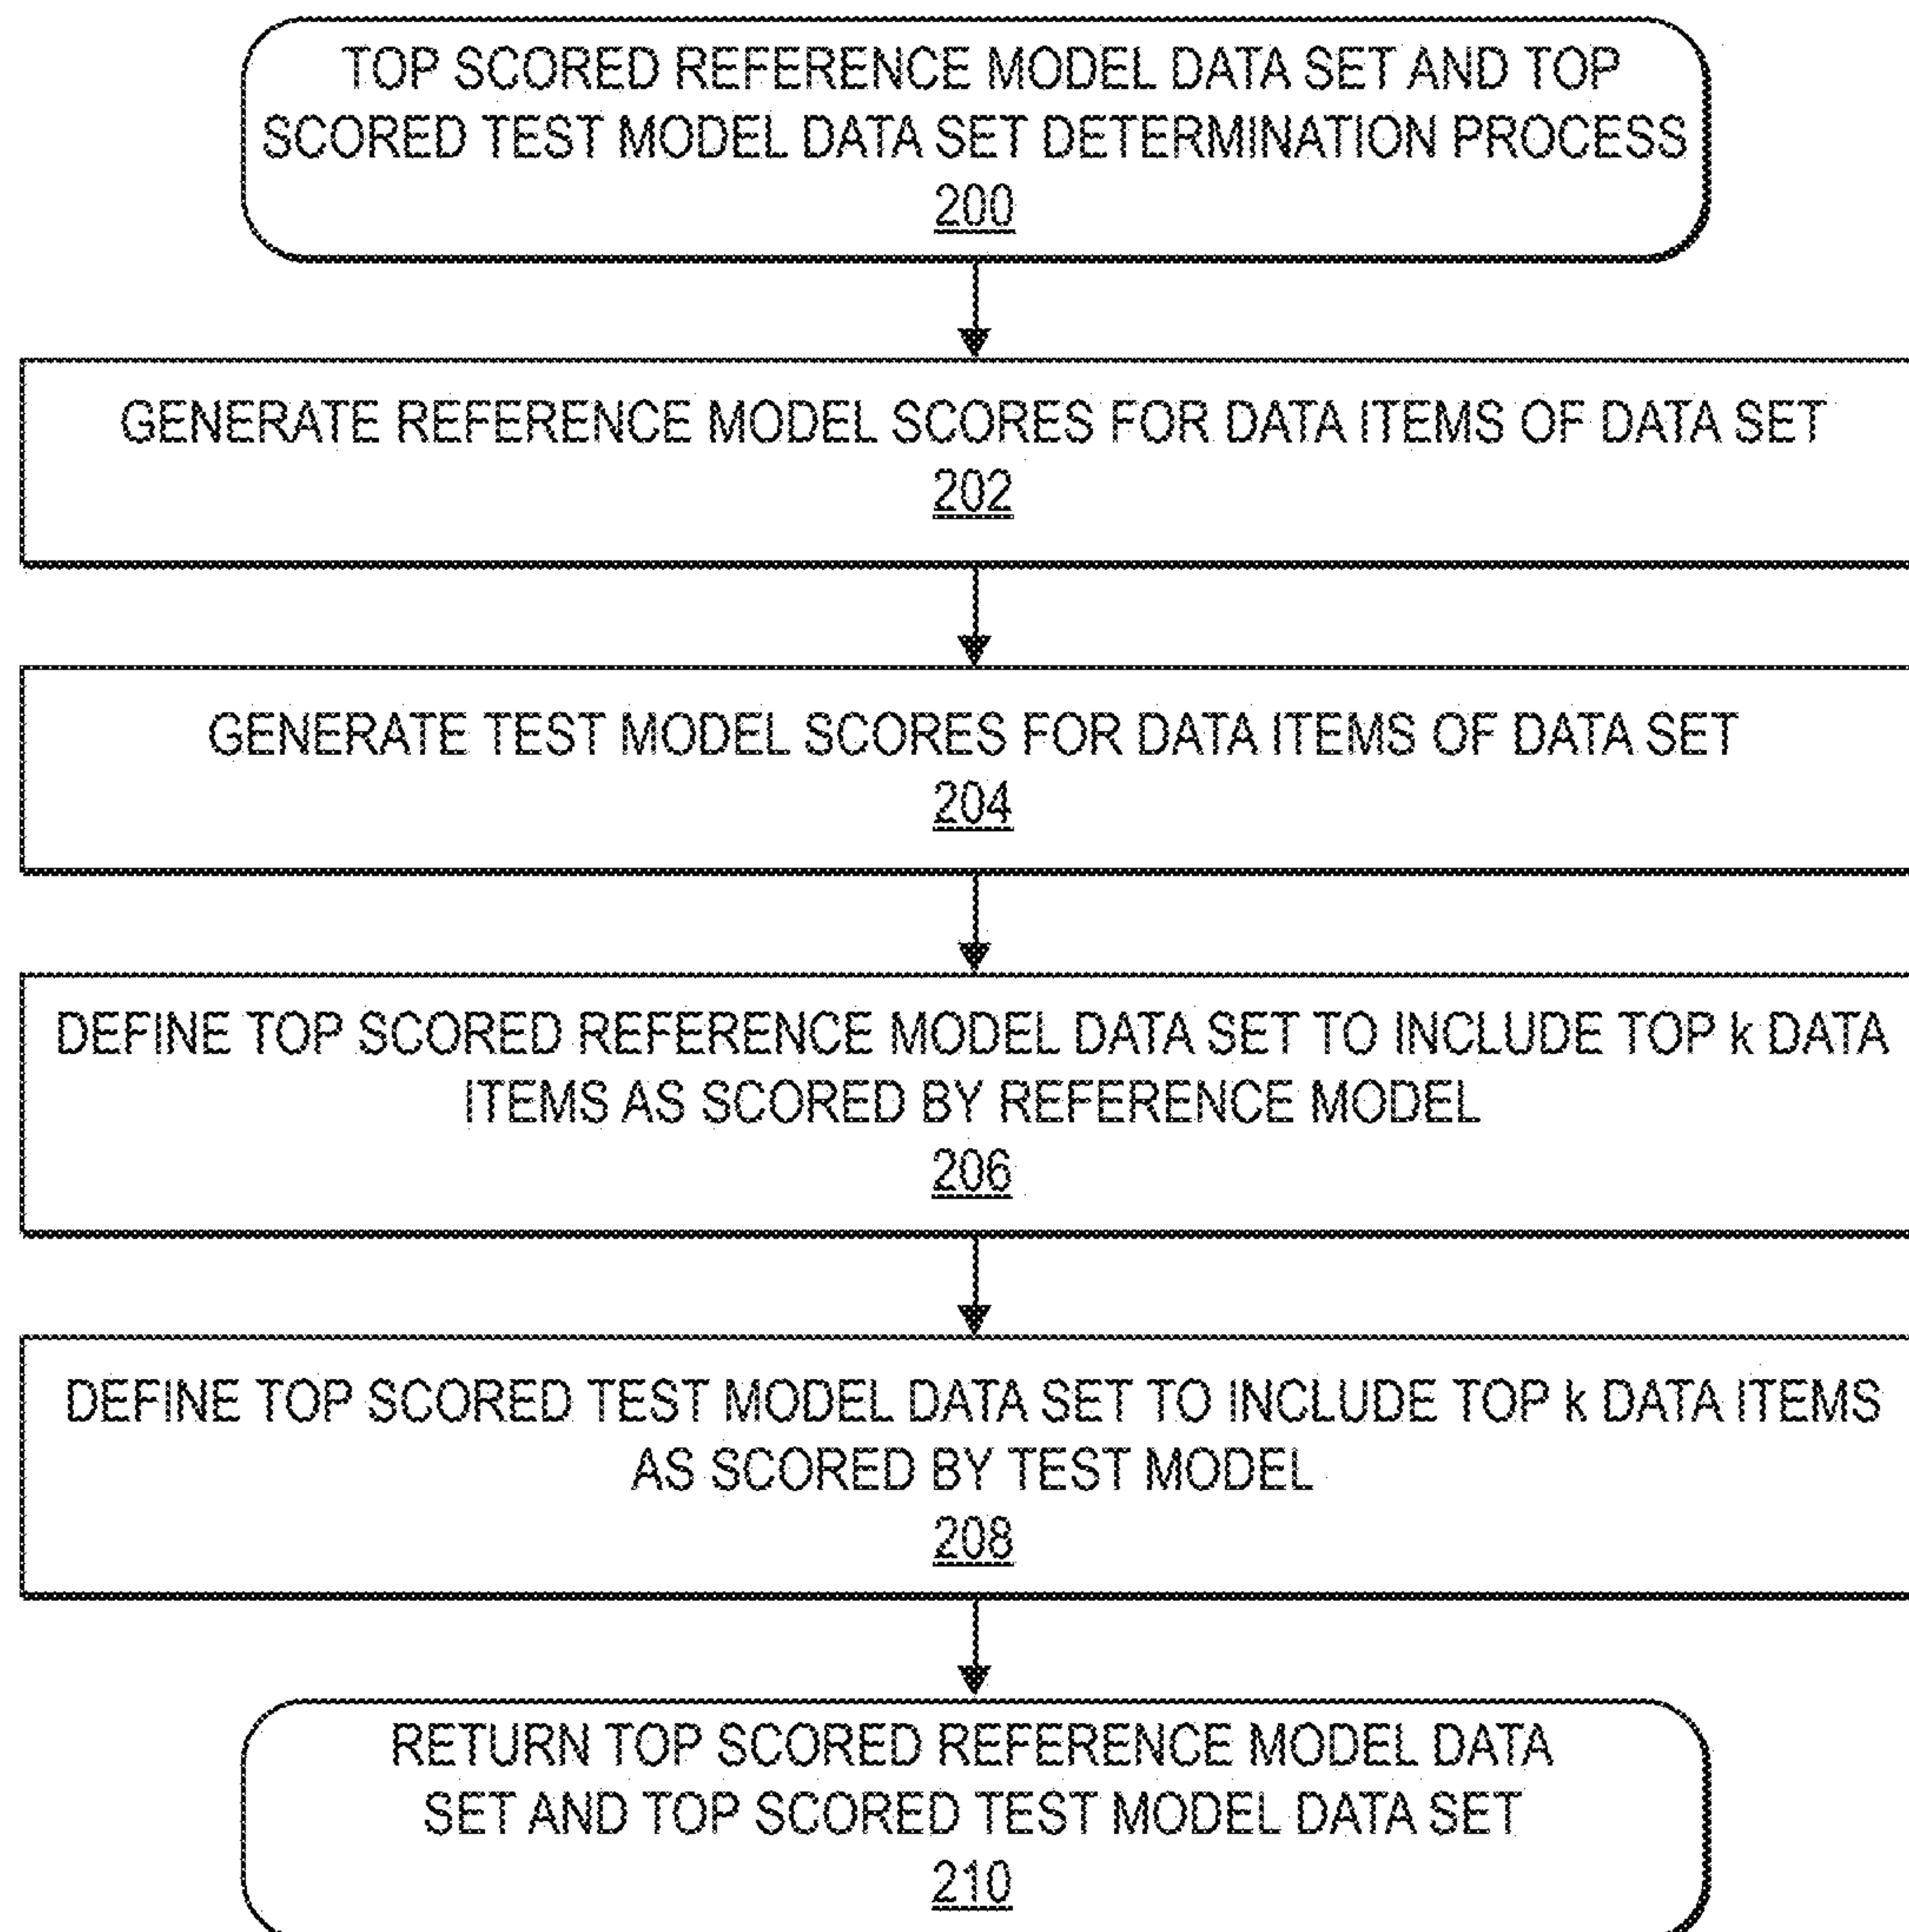 TOP SCORED REFERENCE MODEL DATA SET AND TOP
SCORED TEST MODEL DATA SET DETERMINATION PROCESS
200
GENERATE REFERENCE MODEL SCORES FOR DATA ITEMS OF DATA SET
202
GENERATE TEST MODEL SCORES FOR DATA ITEMS OF DATA SET
204
DEFINE TOP SCORED REFERENCE MODEL DATA SET TO INCLUDE TOP k DATA
ITEMS AS SCORED BY REFERENCE MODEL
206
DEFINE TOP SCORED TEST MODEL DATA SET TO INCLUDE TOP k DATA ITEMS
AS SCORED BY TEST MODEL
208
RETURN TOP SCORED REFERENCE MODEL DATA
SET AND TOP SCORED TEST MODEL DATA SET
210